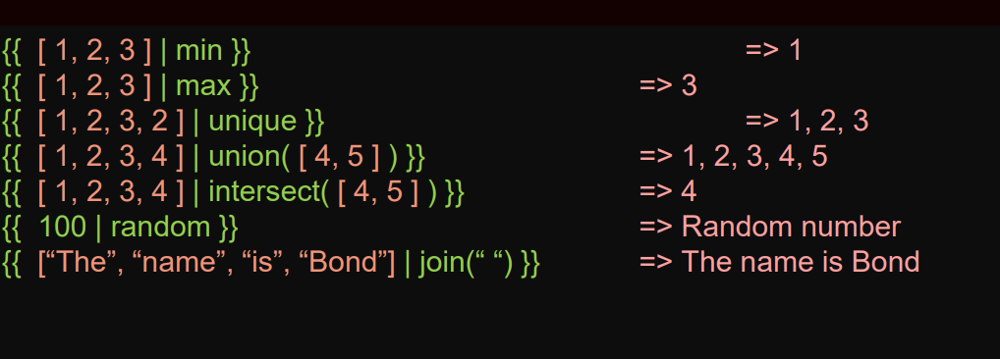 {{ [ 1, 2, 3 ] | min }} => 1
{{ [ 1, 2, 3 ] | max }} => 3
{{ [ 1, 2, 3, 2 ] | unique }} => 1, 2, 3
{{ [ 1, 2, 3, 4 ] | union( [ 4, 5 ] ) }} => 1, 2, 3, 4, 5
{{ [ 1, 2, 3, 4 ] | intersect( [ 4, 5 ] ) }} => 4
{{ 100 | random }} => Random number
{{ [“The”, “name”, “is”, “Bond”] | join(“ “) }} => The name is Bond